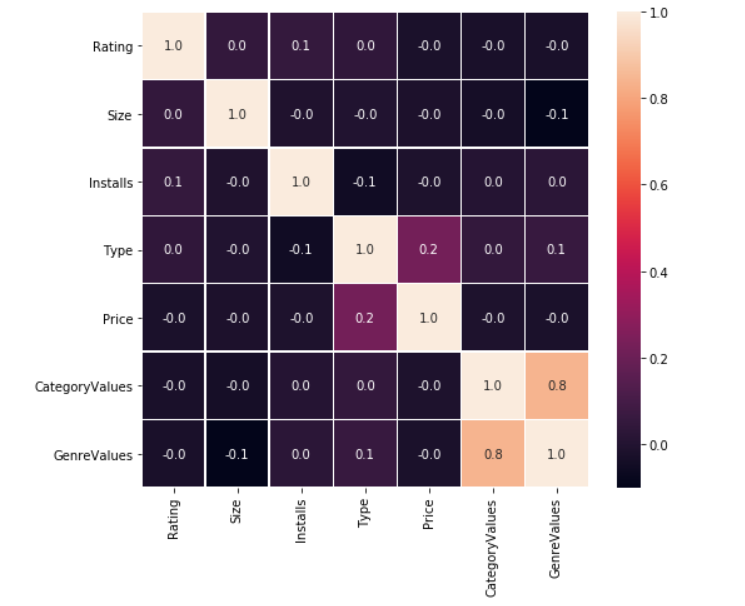 Rating 1.0 0.0 0.1 0.0 -0.0 -0.0 -0.0
Size 0.0 1.0 -0.0 -0.0 -0.0 -0.0 -0.1
Installs 0.1 -0.0 1.0 -0.1 -0.0 0.0 0.0
Type 0.0 -0.0 -0.1 1.0 0.2 0.0 0.1
Price -0.0 -0.0 -0.0 0.2 1.0 -0.0 -0.0
CategoryValues -0.0 -0.0 0.0 0.0 -0.0 1.0 0.8
GenreValues -0.0 -0.1 0.0 0.1 -0.0 0.8 1.0
Rating
Size
Installs
Type
Price
CategoryValues
GenreValues
1.0
0.8
0.6
0.4
0.2
0.0